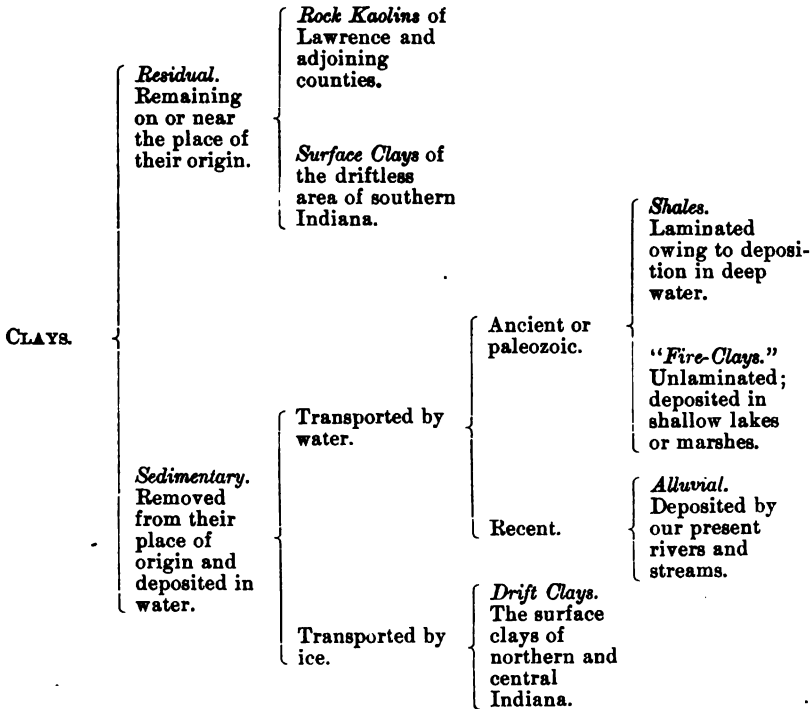 CLAYS.
Residual.
Remaining
on or near
the place of
their origin.
Rock Kaolins of
Lawrence and
adjoining
counties.
Surface Clays of
the driftless
area of southern
Indiana.
Sedimentary.
Removed
from their
place of
origin and
deposited in
water.
Transported by
water.
Ancient or
paleozoic.
Shales.
Laminated
owing to deposi-
tion in deep
water.
"Fire-Clays."
Unlaminated;
deposited in
shallow lakes
or marshes.
Recent.
Alluvial.
Deposited by
our present
rivers and
streams.
Transported by
ice.
Drift Clays.
The surface
clays of
northern and
central
Indiana.